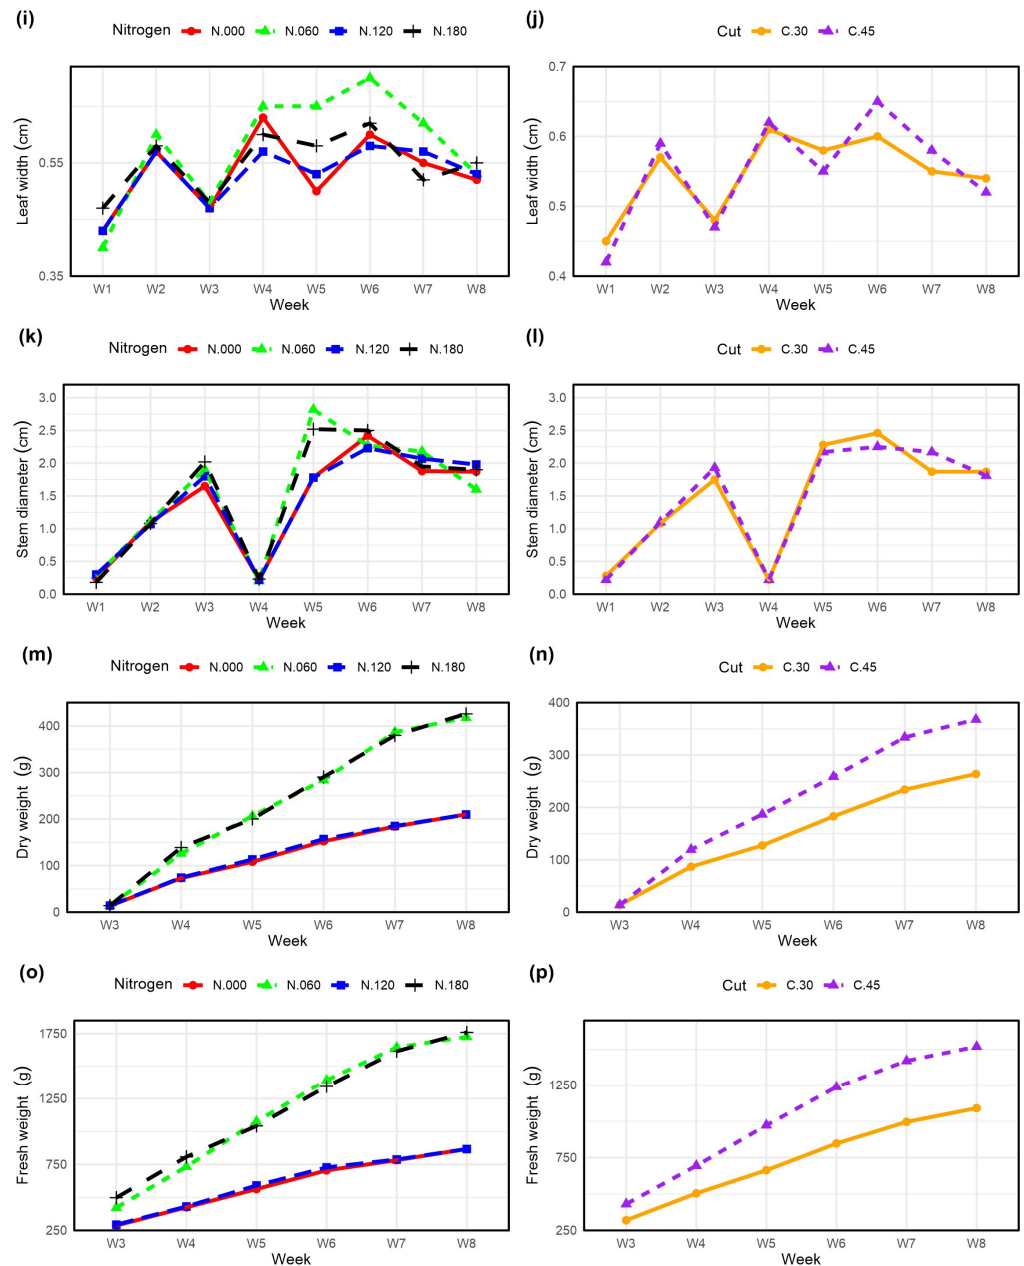 (i)
Nitrogen N.000 N.060 N.120 N.180
Leaf width (cm)
0.55
0.35
W1 W2 W3 W4 W5 W6 W7 W8
Week
(j)
Cut C.30 C.45
Leaf width (cm)
0.7
0.6
0.5
0.4
W1 W2 W3 W4 W5 W6 W7 W8
Week
(k)
Nitrogen N.000 N.060 N.120 N.180
Stem diameter (cm)
3.0
2.5
2.0
1.5
1.0
0.5
0.0
W1 W2 W3 W4 W5 W6 W7 W8
Week
(l)
Cut C.30 C.45
Stem diameter (cm)
3.0
2.5
2.0
1.5
1.0
0.5
0.0
W1 W2 W3 W4 W5 W6 W7 W8
Week
(m)
Nitrogen N.000 N.060 N.120 N.180
Dry weight (g)
400
300
200
100
0
W3 W4 W5 W6 W7 W8
Week
(n)
Cut C.30 C.45
Dry weight (g)
400
300
200
100
0
W3 W4 W5 W6 W7 W8
Week
(o)
Nitrogen N.000 N.060 N.120 N.180
Fresh weight (g)
1750
1250
750
250
W3 W4 W5 W6 W7 W8
Week
(p)
Cut C.30 C.45
Fresh weight (g)
1250
750
250
W3 W4 W5 W6 W7 W8
Week